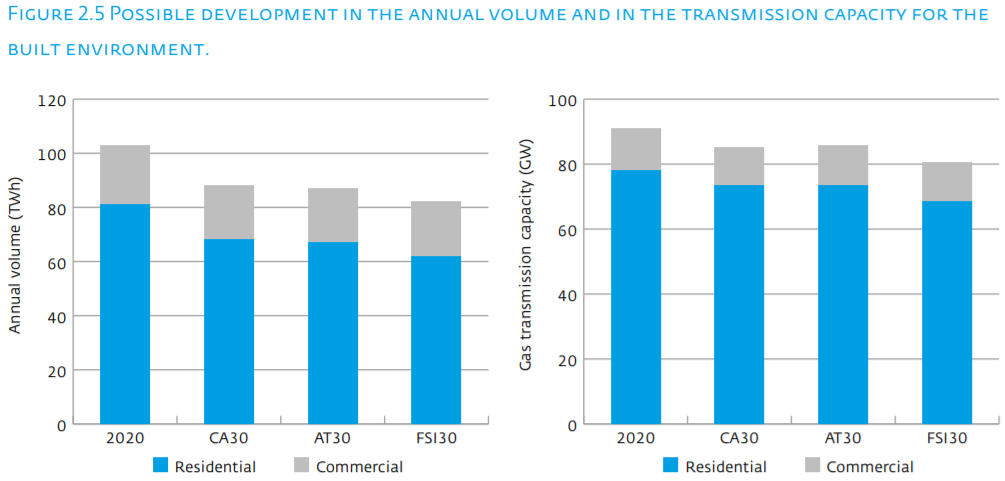 Figure 2.5 Possible development in the annual volume and in the transmission capacity for the
built environment.
Annual volume (TWh)
120
100
80
60
40
20
0
2020 CA30 AT30 FSI30
Residential Commercial
Gas transmission capacity (GW)
100
80
60
40
20
0
2020 CA30 AT30 FSI30
Residential Commercial